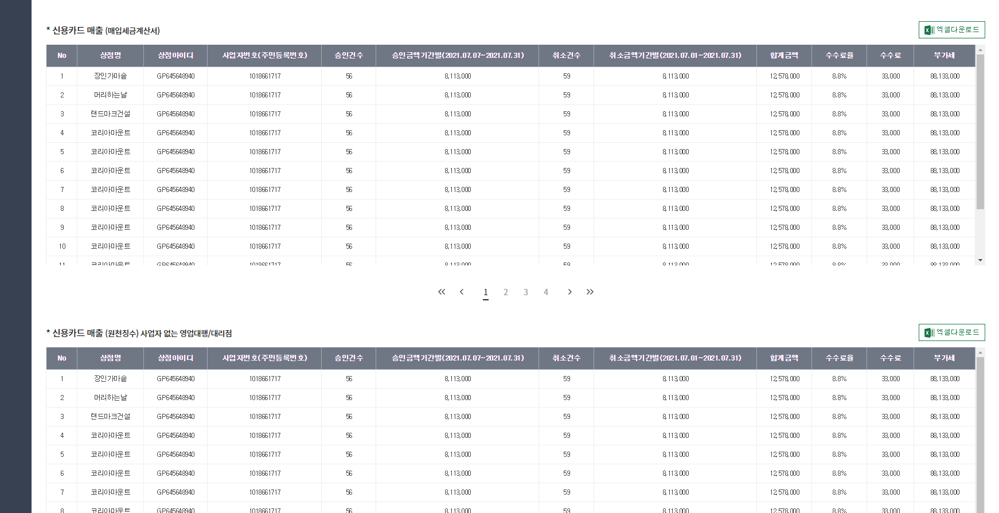 * 신용카드 매출 (매입세금계산서)
엑셀다운로드
No 상점명 상점아이디 사업자번호(주민등록번호) 승인건수 승인금액기간별(2021.07.07~2021.07.31) 취소건수 취소금액기간별(2021.07.01~2021.07.31) 합계금액 수수료율 수수료 부가세
1 장인가마솥 GP645648940 1018661717 56 8,113,000 59 8,113,000 12,578,000 8.8% 33,000 88,133,000
2 머리하는날 GP645648940 1018661717 56 8,113,000 59 8,113,000 12,578,000 8.8% 33,000 88,133,000
3 랜드마크건설 GP645648940 1018661717 56 8,113,000 59 8,113,000 12,578,000 8.8% 33,000 88,133,000
4 코리아마운트 GP645648940 1018661717 56 8,113,000 59 8,113,000 12,578,000 8.8% 33,000 88,133,000
5 코리아마운트 GP645648940 1018661717 56 8,113,000 59 8,113,000 12,578,000 8.8% 33,000 88,133,000
6 코리아마운트 GP645648940 1018661717 56 8,113,000 59 8,113,000 12,578,000 8.8% 33,000 88,133,000
7 코리아마운트 GP645648940 1018661717 56 8,113,000 59 8,113,000 12,578,000 8.8% 33,000 88,133,000
8 코리아마운트 GP645648940 1018661717 56 8,113,000 59 8,113,000 12,578,000 8.8% 33,000 88,133,000
9 코리아마운트 GP645648940 1018661717 56 8,113,000 59 8,113,000 12,578,000 8.8% 33,000 88,133,000
10 코리아마운트 GP645648940 1018661717 56 8,113,000 59 8,113,000 12,578,000 8.8% 33,000 88,133,000
11 코리아마운트 GP645648940 1018661717 56 8,113,000 59 8,113,000 12,578,000 8.8% 33,000 88,133,000
1 2 3 4
* 신용카드 매출 (원천징수) 사업자 없는 영업대행/대리점
엑셀다운로드
No 상점명 상점아이디 사업자번호(주민등록번호) 승인건수 승인금액기간별(2021.07.07~2021.07.31) 취소건수 취소금액기간별(2021.07.01~2021.07.31) 합계금액 수수료율 수수료 부가세
1 장인가마솥 GP645648940 1018661717 56 8,113,000 59 8,113,000 12,578,000 8.8% 33,000 88,133,000
2 머리하는날 GP645648940 1018661717 56 8,113,000 59 8,113,000 12,578,000 8.8% 33,000 88,133,000
3 랜드마크건설 GP645648940 1018661717 56 8,113,000 59 8,113,000 12,578,000 8.8% 33,000 88,133,000
4 코리아마운트 GP645648940 1018661717 56 8,113,000 59 8,113,000 12,578,000 8.8% 33,000 88,133,000
5 코리아마운트 GP645648940 1018661717 56 8,113,000 59 8,113,000 12,578,000 8.8% 33,000 88,133,000
6 코리아마운트 GP645648940 1018661717 56 8,113,000 59 8,113,000 12,578,000 8.8% 33,000 88,133,000
7 코리아마운트 GP645648940 1018661717 56 8,113,000 59 8,113,000 12,578,000 8.8% 33,000 88,133,000
8 코리아마운트 GP645648940 1018661717 56 8,113,000 59 8,113,000 12,578,000 8.8% 33,000 88,133,000